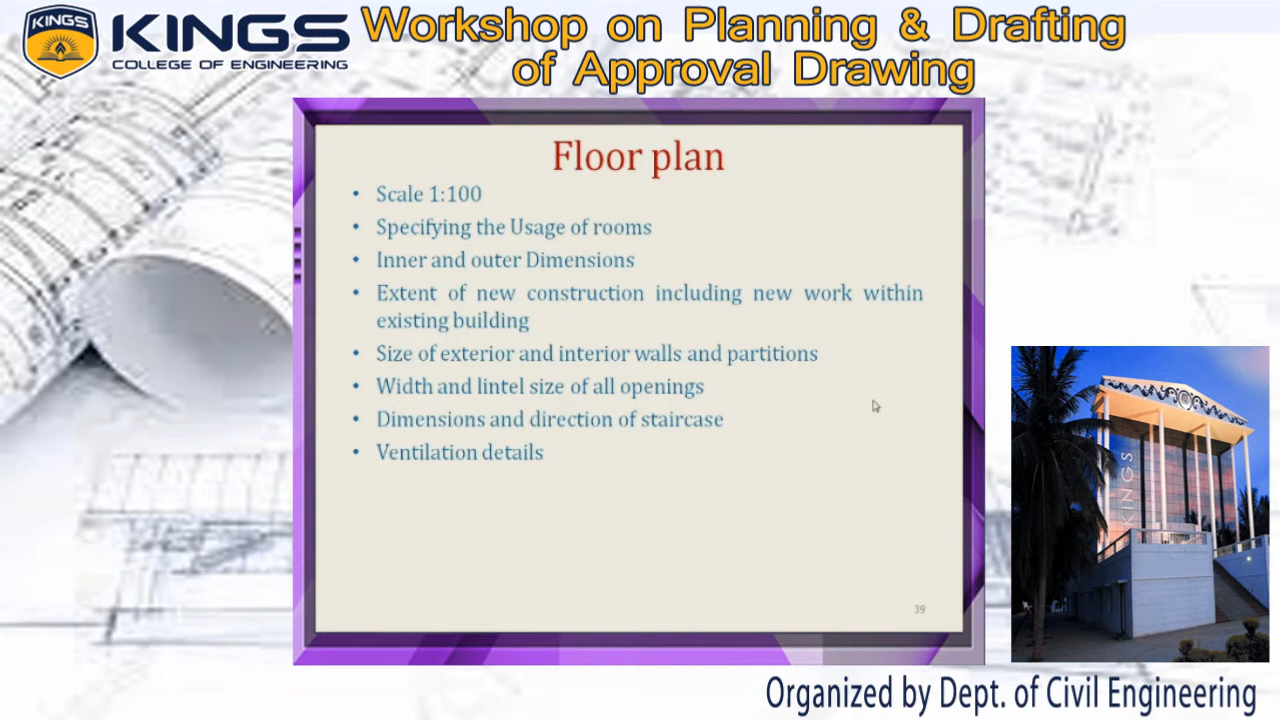 KINGS
KINGS
COLLEGE OF ENGINEERING
Workshop on Planning & Drafting
of Approval Drawing
Floor plan
• Scale 1:100
• Specifying the Usage of rooms
• Inner and outer Dimensions
• Extent of new construction including new work within
existing building
• Size of exterior and interior walls and partitions
• Width and lintel size of all openings
• Dimensions and direction of staircase
• Ventilation details
39
KINGS
Organized by Dept. of Civil Engineering